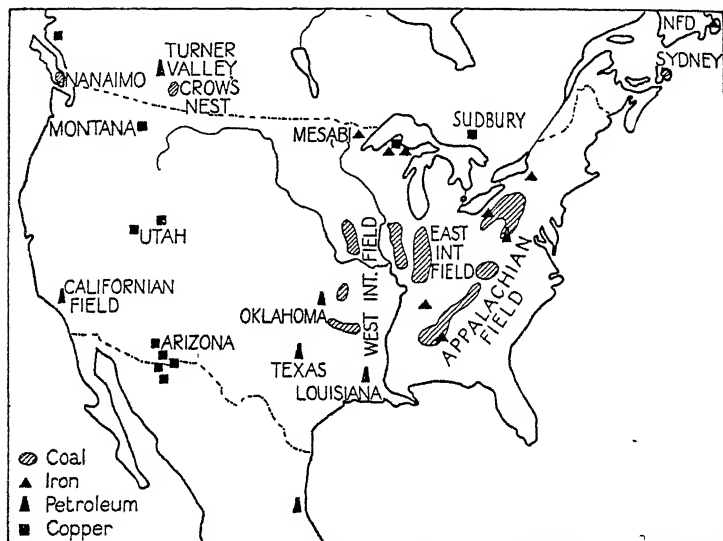 NFD
SYDNEY
TURNER
VALLEY
NANAIMO
CROWS
NEST
MONTANA
MESABI
SUDBURY
UTAH
EAST
INT
FIELD
WEST INT. FIELD
APPALACHIAN
FIELD
CALIFORNIAN
FIELD
OKLAHOMA
ARIZONA
TEXAS
LOUISIANA
Coal
Iron
Petroleum
Copper